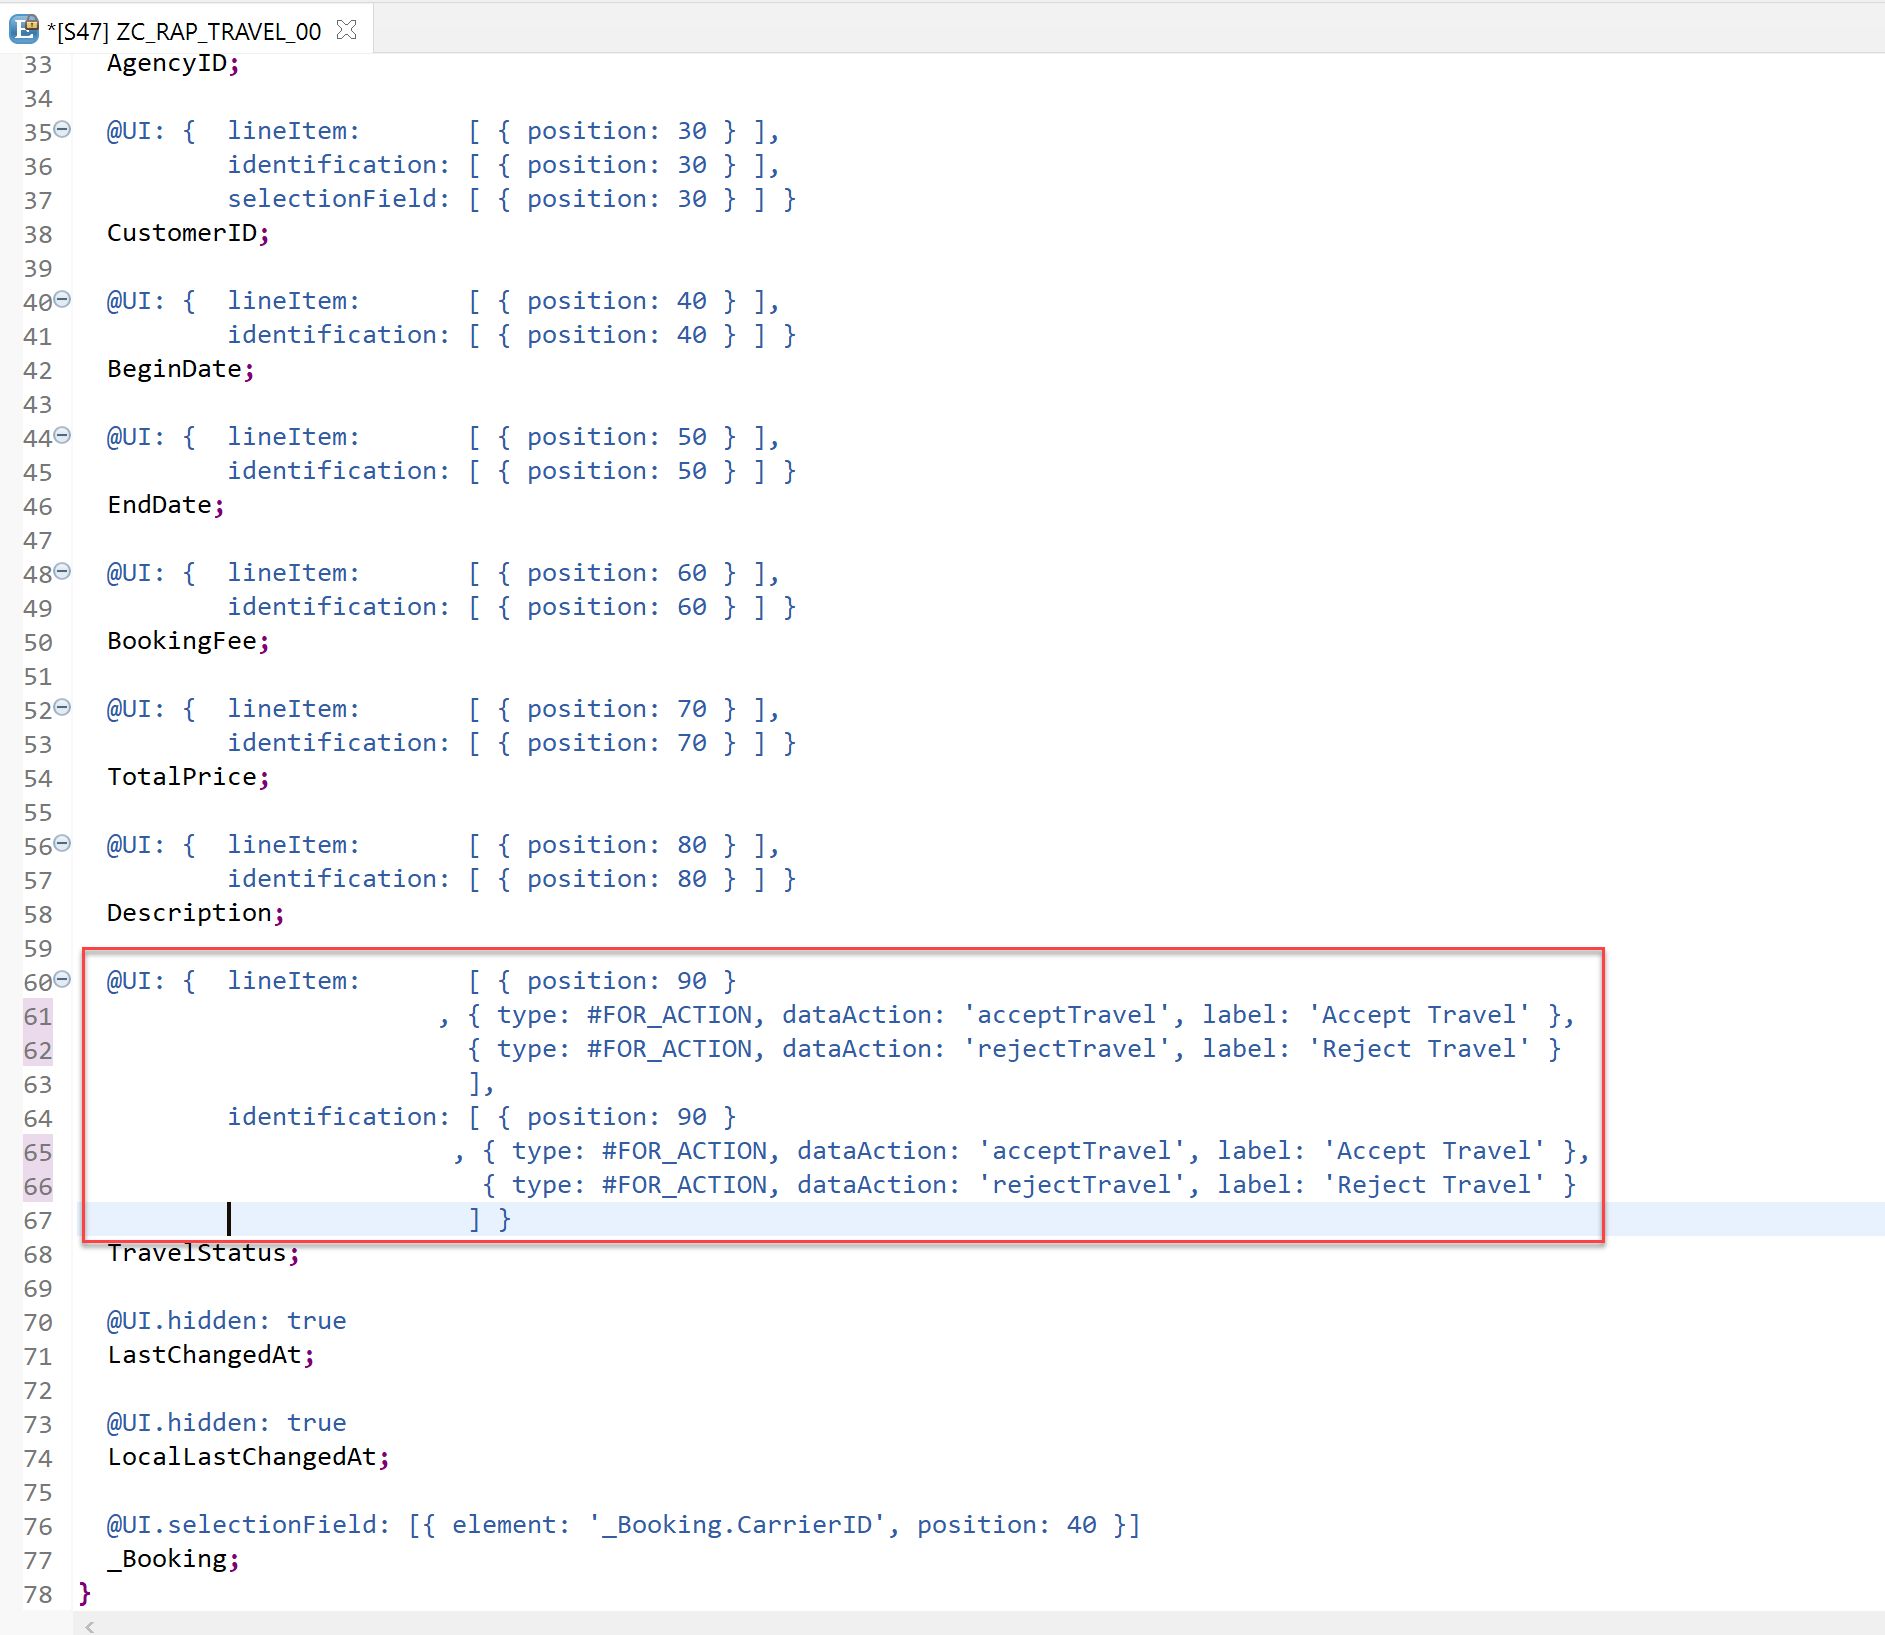 *[S47] ZC_RAP_TRAVEL_00
33 AgencyID;
34
35 @UI: { lineItem: [ { position: 30 } ],
36 identification: [ { position: 30 } ],
37 selectionField: [ { position: 30 } ] }
38 CustomerID;
39
40 @UI: { lineItem: [ { position: 40 } ],
41 identification: [ { position: 40 } ] }
42 BeginDate;
43
44 @UI: { lineItem: [ { position: 50 } ],
45 identification: [ { position: 50 } ] }
46 EndDate;
47
48 @UI: { lineItem: [ { position: 60 } ],
49 identification: [ { position: 60 } ] }
50 BookingFee;
51
52 @UI: { lineItem: [ { position: 70 } ],
53 identification: [ { position: 70 } ] }
54 TotalPrice;
55
56 @UI: { lineItem: [ { position: 80 } ],
57 identification: [ { position: 80 } ] }
58 Description;
59
60 @UI: { lineItem: [ { position: 90 }
61 , { type: #FOR_ACTION, dataAction: 'acceptTravel', label: 'Accept Travel' },
62 { type: #FOR_ACTION, dataAction: 'rejectTravel', label: 'Reject Travel' }
63 ],
64 identification: [ { position: 90 }
65 , { type: #FOR_ACTION, dataAction: 'acceptTravel', label: 'Accept Travel' },
66 { type: #FOR_ACTION, dataAction: 'rejectTravel', label: 'Reject Travel' }
67 ] }
68 TravelStatus;
69
70 @UI.hidden: true
71 LastChangedAt;
72
73 @UI.hidden: true
74 LocalLastChangedAt;
75
76 @UI.selectionField: [{ element: '_Booking.CarrierID', position: 40 }]
77 _Booking;
78 }